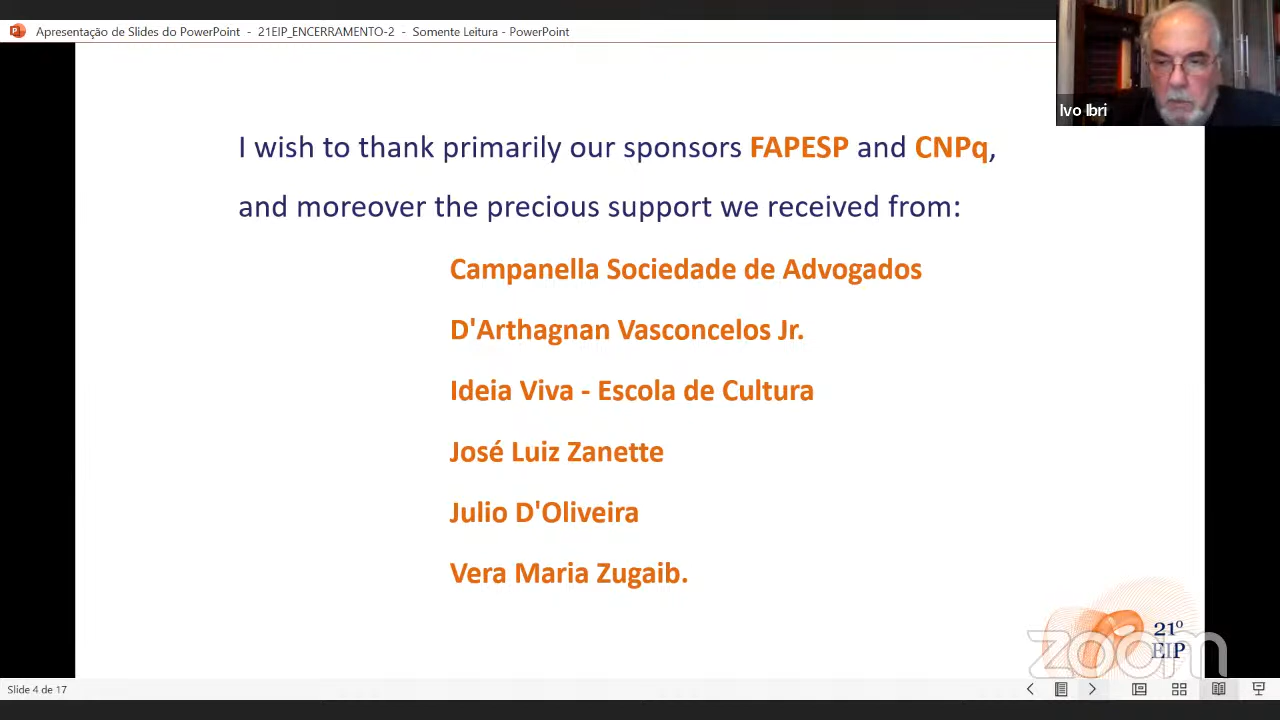 Apresentação de Slides do PowerPoint - 21EIP_ENCERRAMENTO-2 - Somente Leitura - PowerPoint
Ivo Ibri
I wish to thank primarily our sponsors FAPESP and CNPq,
and moreover the precious support we received from:
Campanella Sociedade de Advogados
D'Arthagnan Vasconcelos Jr.
Ideia Viva - Escola de Cultura
José Luiz Zanette
Julio D'Oliveira
Vera Maria Zugaib.
21º
EIP
zoom
Slide 4 de 17